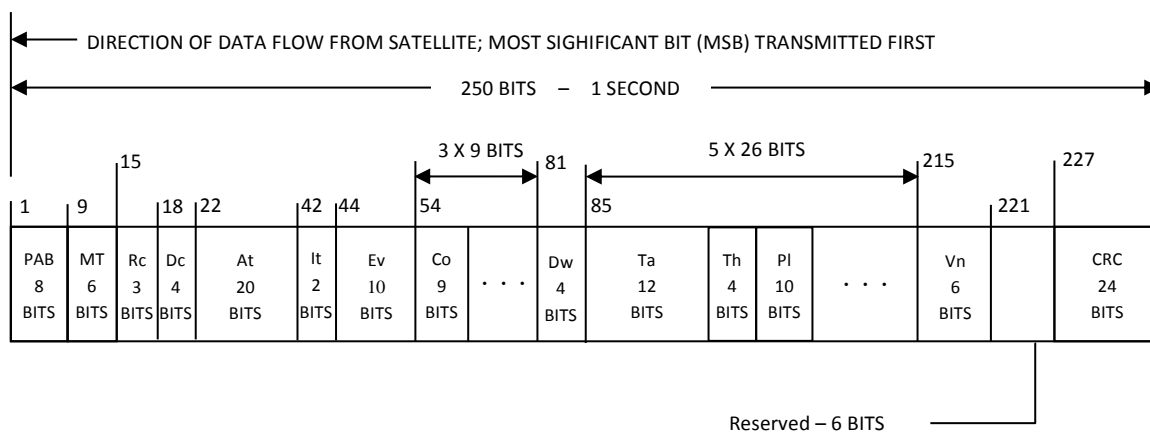 DIRECTION OF DATA FLOW FROM SATELLITE; MOST SIGHIFICANT BIT (MSB) TRANSMITTED FIRST
250 BITS – 1 SECOND
3 X 9 BITS
5 X 26 BITS
15 81 215 227
1 9 18 22 42 44 54 85 221
PAB MT Rc Dc At It Ev Co Dw Ta Th Pl Vn CRC
8 6 3 4 20 2 10 9 · · · 4 12 4 10 · · · 6 24
BITS BITS BITS BITS BITS BITS BITS BITS BITS BITS BITS BITS BITS BITS
Reserved – 6 BITS